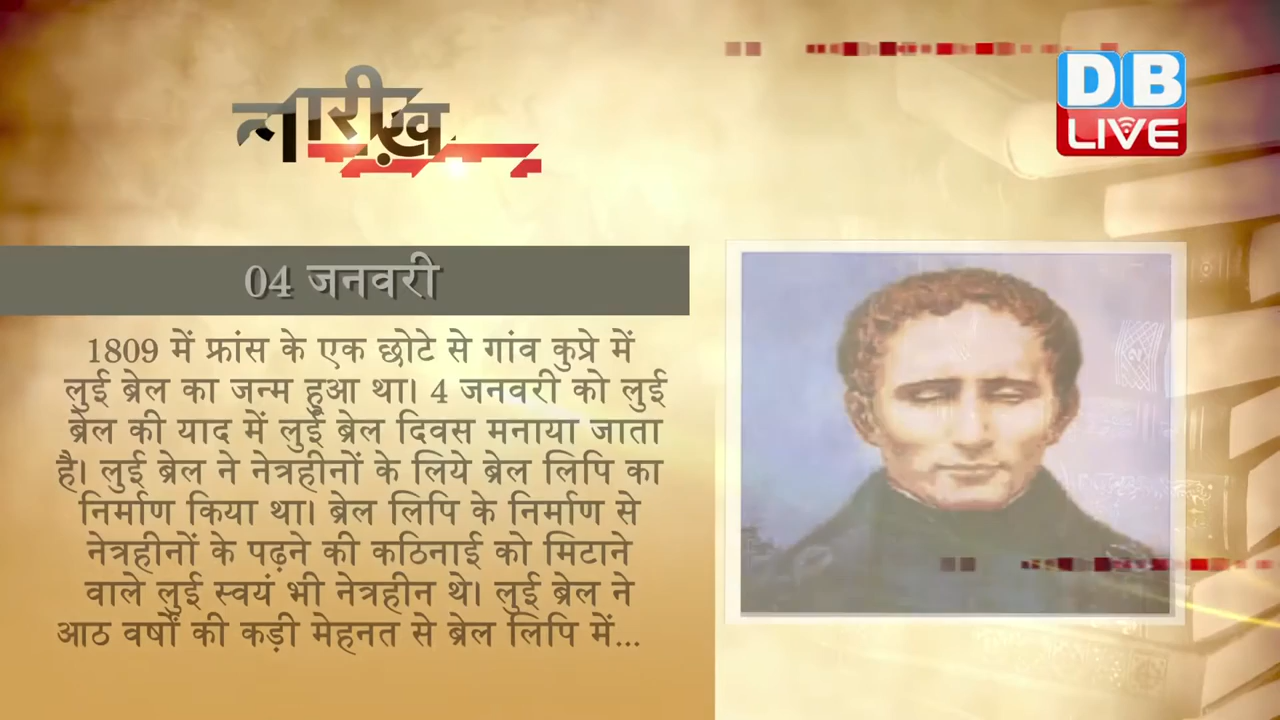 तारीख़
DB
LIVE
04 जनवरी
1809 में फ्रांस के एक छोटे से गांव कुप्रे में
लुई ब्रेल का जन्म हुआ था। 4 जनवरी को लुई
ब्रेल की याद में लुई ब्रेल दिवस मनाया जाता
है। लुई ब्रेल ने नेत्रहीनों के लिये ब्रेल लिपि का
निर्माण किया था। ब्रेल लिपि के निर्माण से
नेत्रहीनों के पढ़ने की कठिनाई को मिटाने
वाले लुई स्वयं भी नेत्रहीन थे। लुई ब्रेल ने
आठ वर्षों की कड़ी मेहनत से ब्रेल लिपि में...